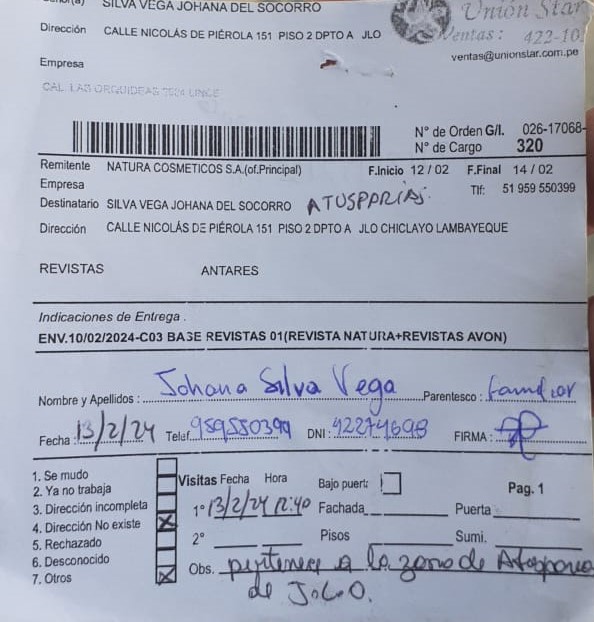 SILVA VEGA JOHANA DEL SOCORRO
Dirección CALLE NICOLÁS DE PIÉROLA 151 PISO 2 DPTO A JLO
Unión Star
Ventas: 422-10
ventas@unionstar.com.pe
Empresa
CAL. LAS ORQUIDEAS LINCE
N° de Orden G/I. 026-17068-
N° de Cargo 320
Remitente NATURA COSMETICOS S.A.(of.Principal) F.Inicio 12 / 02 F.Final 14 / 02
Empresa Tlf: 51 959 550399
Destinatario SILVA VEGA JOHANA DEL SOCORRO ATUSPARIAS.
Dirección CALLE NICOLÁS DE PIÉROLA 151 PISO 2 DPTO A JLO CHICLAYO LAMBAYEQUE
REVISTAS ANTARES
Indicaciones de Entrega .
ENV.10/02/2024-C03 BASE REVISTAS 01(REVISTA NATURA+REVISTAS AVON)
Nombre y Apellidos : Johana Silva Vega Parentesco : familiar
Fecha : 13/2/24 Telef. 959550399 DNI : 42274698 FIRMA :
1. Se mudo
2. Ya no trabaja
3. Dirección incompleta
4. Dirección No existe
5. Rechazado
6. Desconocido
7. Otros
Visitas Fecha Hora Bajo puert: Pag. 1
1° 13/2/24 12:40 Fachada Puerta
2° Pisos Sumi.
Obs. pertenece a la zona de
de J.L.O.